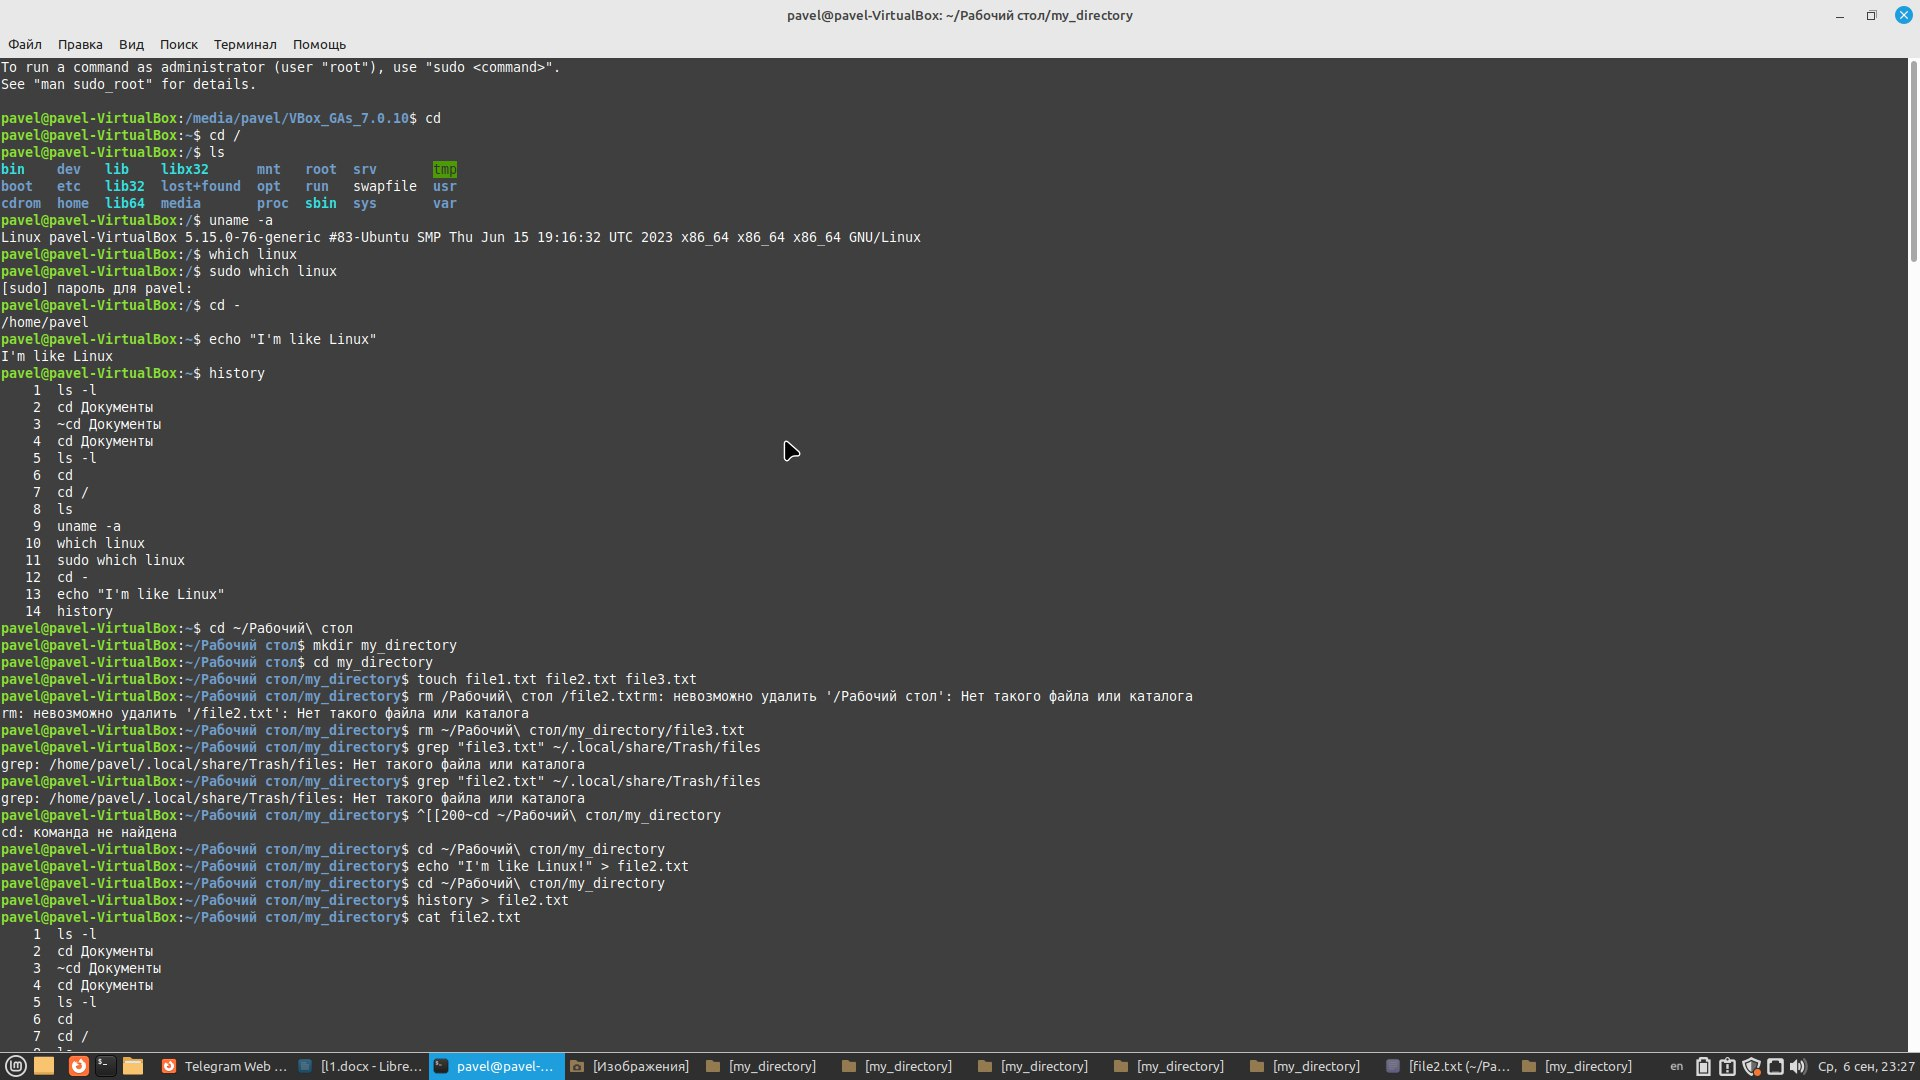 pavel@pavel-VirtualBox: ~/Рабочий стол/my_directory
Файл Правка Вид Поиск Терминал Помощь
To run a command as administrator (user "root"), use "sudo <command>".
See "man sudo_root" for details.
pavel@pavel-VirtualBox:/media/pavel/VBox_GAs_7.0.10$ cd
pavel@pavel-VirtualBox:~$ cd /
pavel@pavel-VirtualBox:/$ ls
bin dev lib libx32 mnt root srv tmp
boot etc lib32 lost+found opt run swapfile usr
cdrom home lib64 media proc sbin sys var
pavel@pavel-VirtualBox:/$ uname -a
Linux pavel-VirtualBox 5.15.0-76-generic #83-Ubuntu SMP Thu Jun 15 19:16:32 UTC 2023 x86_64 x86_64 x86_64 GNU/Linux
pavel@pavel-VirtualBox:/$ which linux
pavel@pavel-VirtualBox:/$ sudo which linux
[sudo] пароль для pavel:
pavel@pavel-VirtualBox:/$ cd -
/home/pavel
pavel@pavel-VirtualBox:~$ echo "I'm like Linux"
I'm like Linux
pavel@pavel-VirtualBox:~$ history
1 ls -l
2 cd Документы
3 ~cd Документы
4 cd Документы
5 ls -l
6 cd
7 cd /
8 ls
9 uname -a
10 which linux
11 sudo which linux
12 cd -
13 echo "I'm like Linux"
14 history
pavel@pavel-VirtualBox:~$ cd ~/Рабочий\ стол
pavel@pavel-VirtualBox:~/Рабочий стол$ mkdir my_directory
pavel@pavel-VirtualBox:~/Рабочий стол$ cd my_directory
pavel@pavel-VirtualBox:~/Рабочий стол/my_directory$ touch file1.txt file2.txt file3.txt
pavel@pavel-VirtualBox:~/Рабочий стол/my_directory$ rm /Рабочий\ стол /file2.txtrm: невозможно удалить '/Рабочий стол': Нет такого файла или каталога
rm: невозможно удалить '/file2.txt': Нет такого файла или каталога
pavel@pavel-VirtualBox:~/Рабочий стол/my_directory$ rm ~/Рабочий\ стол/my_directory/file3.txt
pavel@pavel-VirtualBox:~/Рабочий стол/my_directory$ grep "file3.txt" ~/.local/share/Trash/files
grep: /home/pavel/.local/share/Trash/files: Нет такого файла или каталога
pavel@pavel-VirtualBox:~/Рабочий стол/my_directory$ grep "file2.txt" ~/.local/share/Trash/files
grep: /home/pavel/.local/share/Trash/files: Нет такого файла или каталога
pavel@pavel-VirtualBox:~/Рабочий стол/my_directory$ ^[[200~cd ~/Рабочий\ стол/my_directory
cd: команда не найдена
pavel@pavel-VirtualBox:~/Рабочий стол/my_directory$ cd ~/Рабочий\ стол/my_directory
pavel@pavel-VirtualBox:~/Рабочий стол/my_directory$ echo "I'm like Linux!" > file2.txt
pavel@pavel-VirtualBox:~/Рабочий стол/my_directory$ cd ~/Рабочий\ стол/my_directory
pavel@pavel-VirtualBox:~/Рабочий стол/my_directory$ history > file2.txt
pavel@pavel-VirtualBox:~/Рабочий стол/my_directory$ cat file2.txt
1 ls -l
2 cd Документы
3 ~cd Документы
4 cd Документы
5 ls -l
6 cd
7 cd /
Telegram Web ... [l1.docx - Libre... pavel@pavel-... [Изображения] [my_directory] [my_directory] [my_directory] [my_directory] [my_directory] [file2.txt (~/Ра... [my_directory] en Ср, 6 сен, 23:27